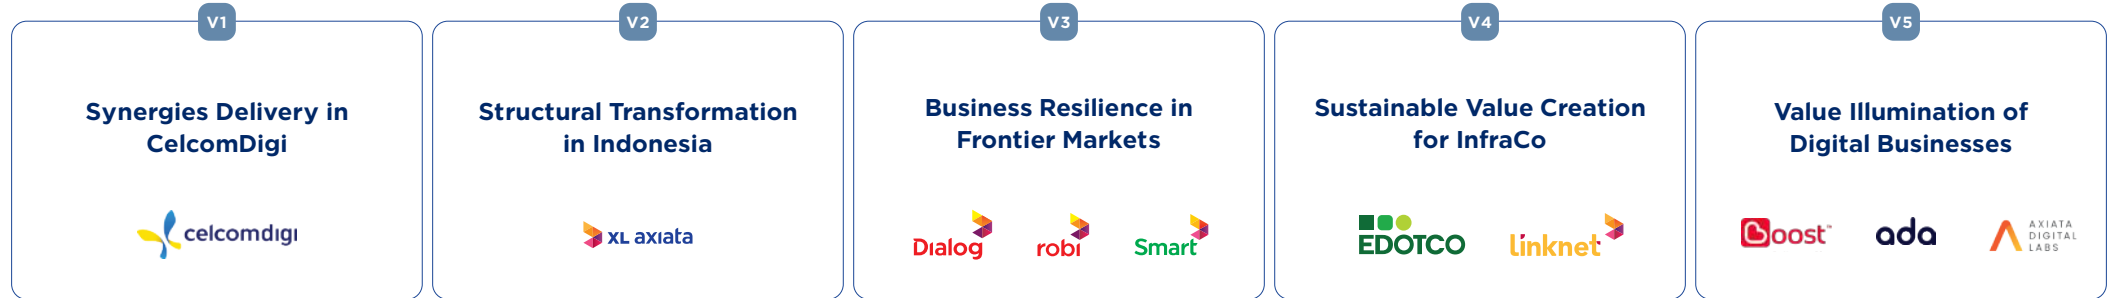 V1
Synergies Delivery in
CelcomDigi
celcomdigi
V2
Structural Transformation
in Indonesia
XL axiata
V3
Business Resilience in
Frontier Markets
Dialog
robi
Smart
V4
Sustainable Value Creation
for InfraCo
EDOTCO
Linknet
V5
Value Illumination of
Digital Businesses
Boost™
ada
AXIATA
DIGITAL
LABS